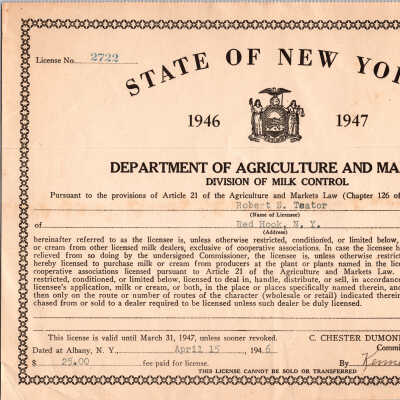 License No. 2722
STATE OF NEW YO
1946 1947
DEPARTMENT OF AGRICULTURE AND MA
DIVISION OF MILK CONTROL
Pursuant to the provisions of Article 21 of the Agriculture and Markets Law (Chapter 126 of
Robert S. Teator
(Name of Licensee)
of Red Hook, N. Y.
(Address)
hereinafter referred to as the licensee is, unless otherwise restricted, conditioned, or limited below,
or cream from other licensed milk dealers, exclusive of cooperative associations. In case the licensee h
relieved from so doing by the undersigned Commissioner, the licensee is, unless otherwise restrict
hereby licensed to purchase milk or cream from producers at the plant or plants named in the lice
cooperative associations licensed pursuant to Article 21 of the Agriculture and Markets Law.
restricted, conditioned, or limited below, licensed to deal in, handle, distribute, or sell, in accordanc
licensee's application, milk or cream, or both, in the place or places specifically named therein, and
then only on the route or number of routes of the character (wholesale or retail) indicated therein
chased from or sold to a dealer required to be licensed unless such dealer be duly licensed.
This license is valid until March 31, 1947, unless sooner revoked. C. CHESTER DUMOND
Commi
Dated at Albany, N. Y., April 15, 1946
$ 25.00 fee paid for license. By
THIS LICENSE CANNOT BE SOLD OR TRANSFERRED